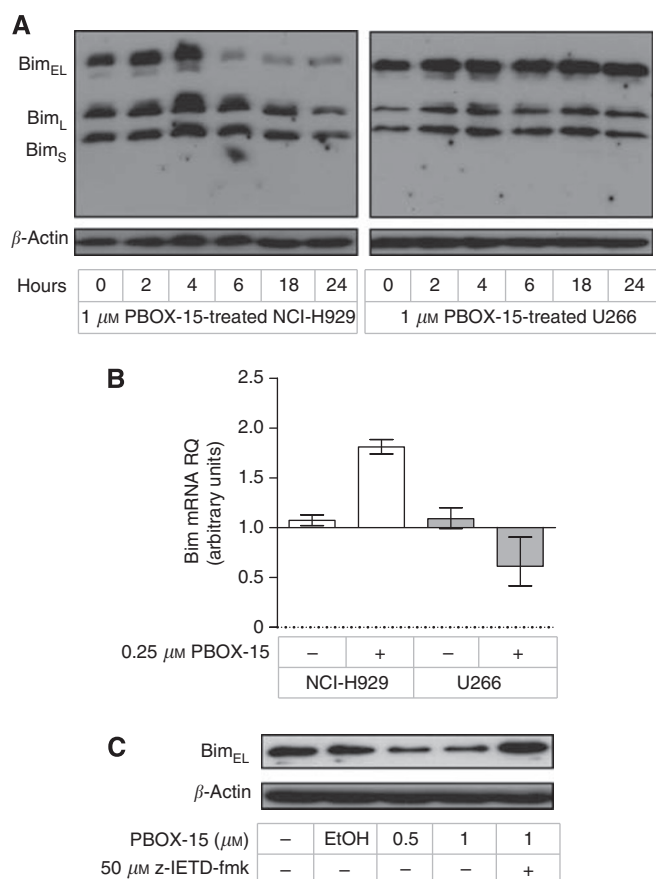 A
Bim_EL
Bim_L
Bim_S
β-Actin
Hours 0 2 4 6 18 24 0 2 4 6 18 24
1 μM PBOX-15-treated NCI-H929 1 μM PBOX-15-treated U266
B
Bim mRNA RQ
(arbitrary units)
2.5
2.0
1.5
1.0
0.5
0
0.25 μM PBOX-15 – + – +
NCI-H929 U266
C
Bim_EL
β-Actin
PBOX-15 (μM) – EtOH 0.5 1 1
50 μM z-IETD-fmk – – – – +